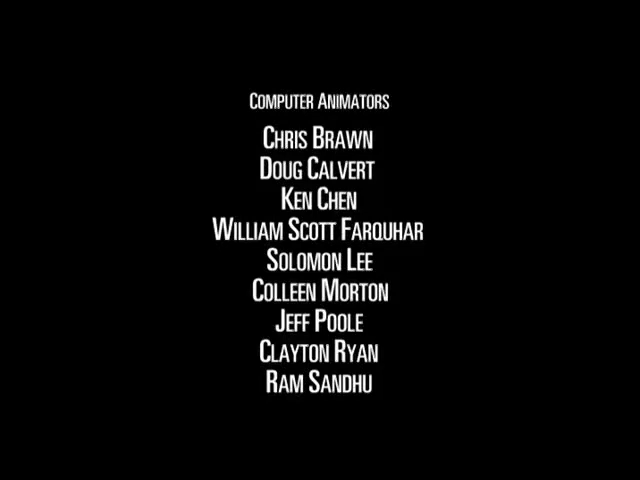 Computer Animators
Chris Brawn
Doug Calvert
Ken Chen
William Scott Farquhar
Solomon Lee
Colleen Morton
Jeff Poole
Clayton Ryan
Ram Sandhu